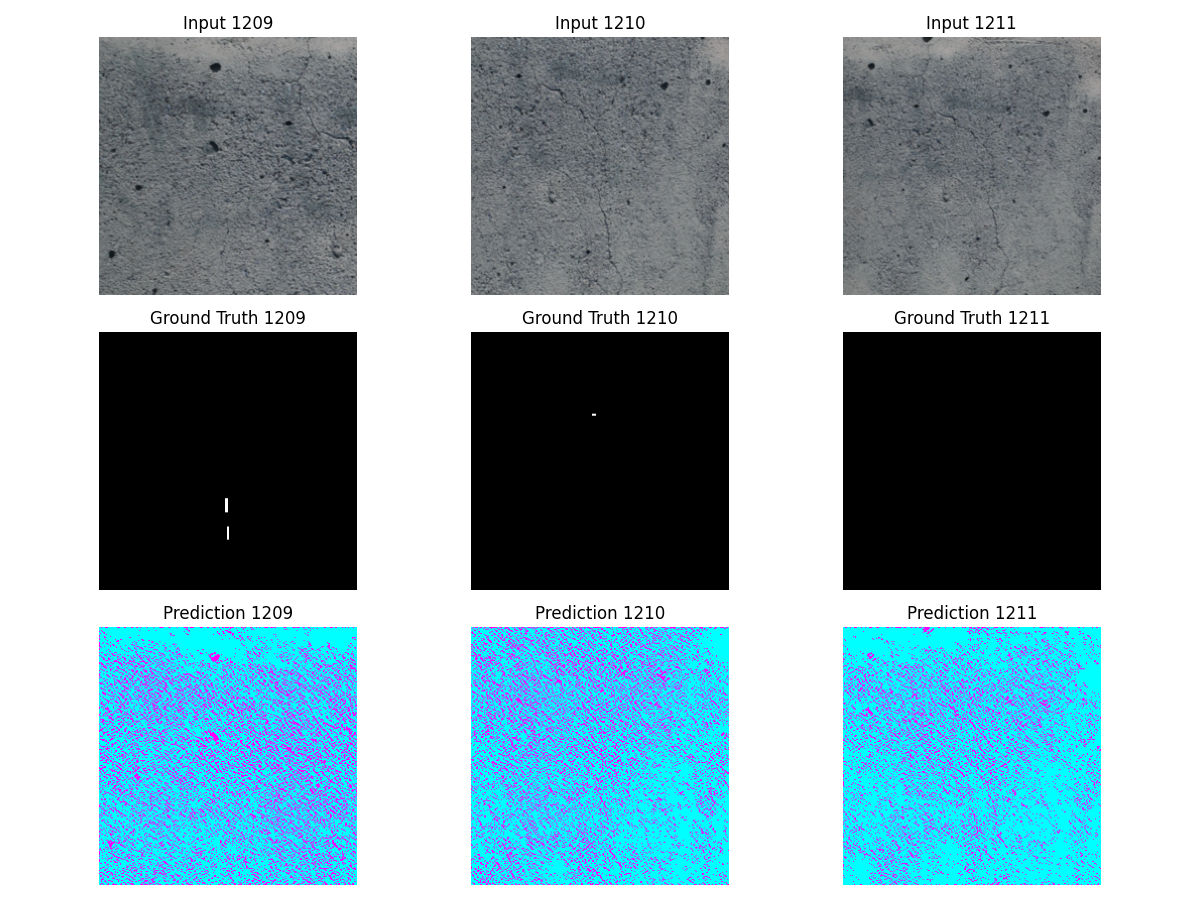 Input 1209
Input 1210
Input 1211
Ground Truth 1209
Ground Truth 1210
Ground Truth 1211
Prediction 1209
Prediction 1210
Prediction 1211